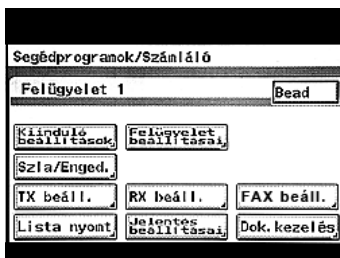 Segédprogramok/Számláló
Felügyelet 1
Bead
Kiinduló
beállítások
Felügyelet
beállításai
Szla/Enged.
TX beáll.
RX beáll.
FAX beáll.
Lista nyomt
Jelentés
beállításai
Dok.kezelés